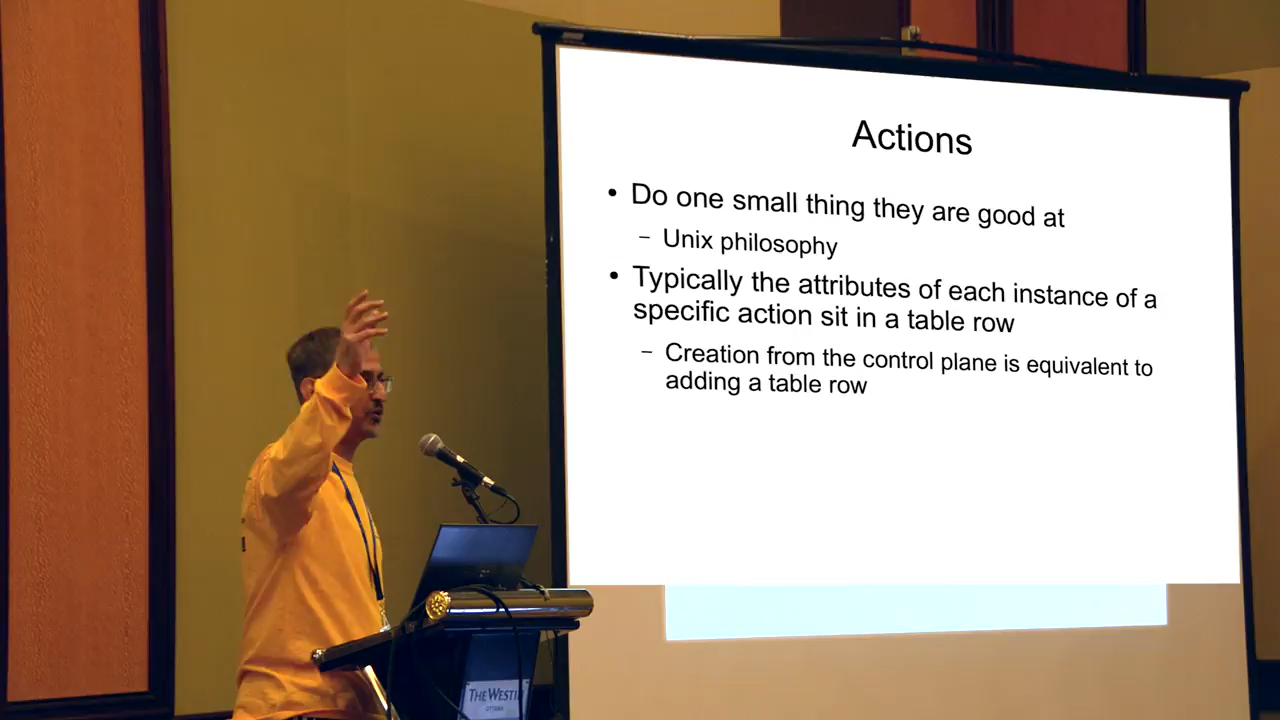 Actions
• Do one small thing they are good at
– Unix philosophy
• Typically the attributes of each instance of a
specific action sit in a table row
– Creation from the control plane is equivalent to
adding a table row
THE WESTIN
OTTAWA